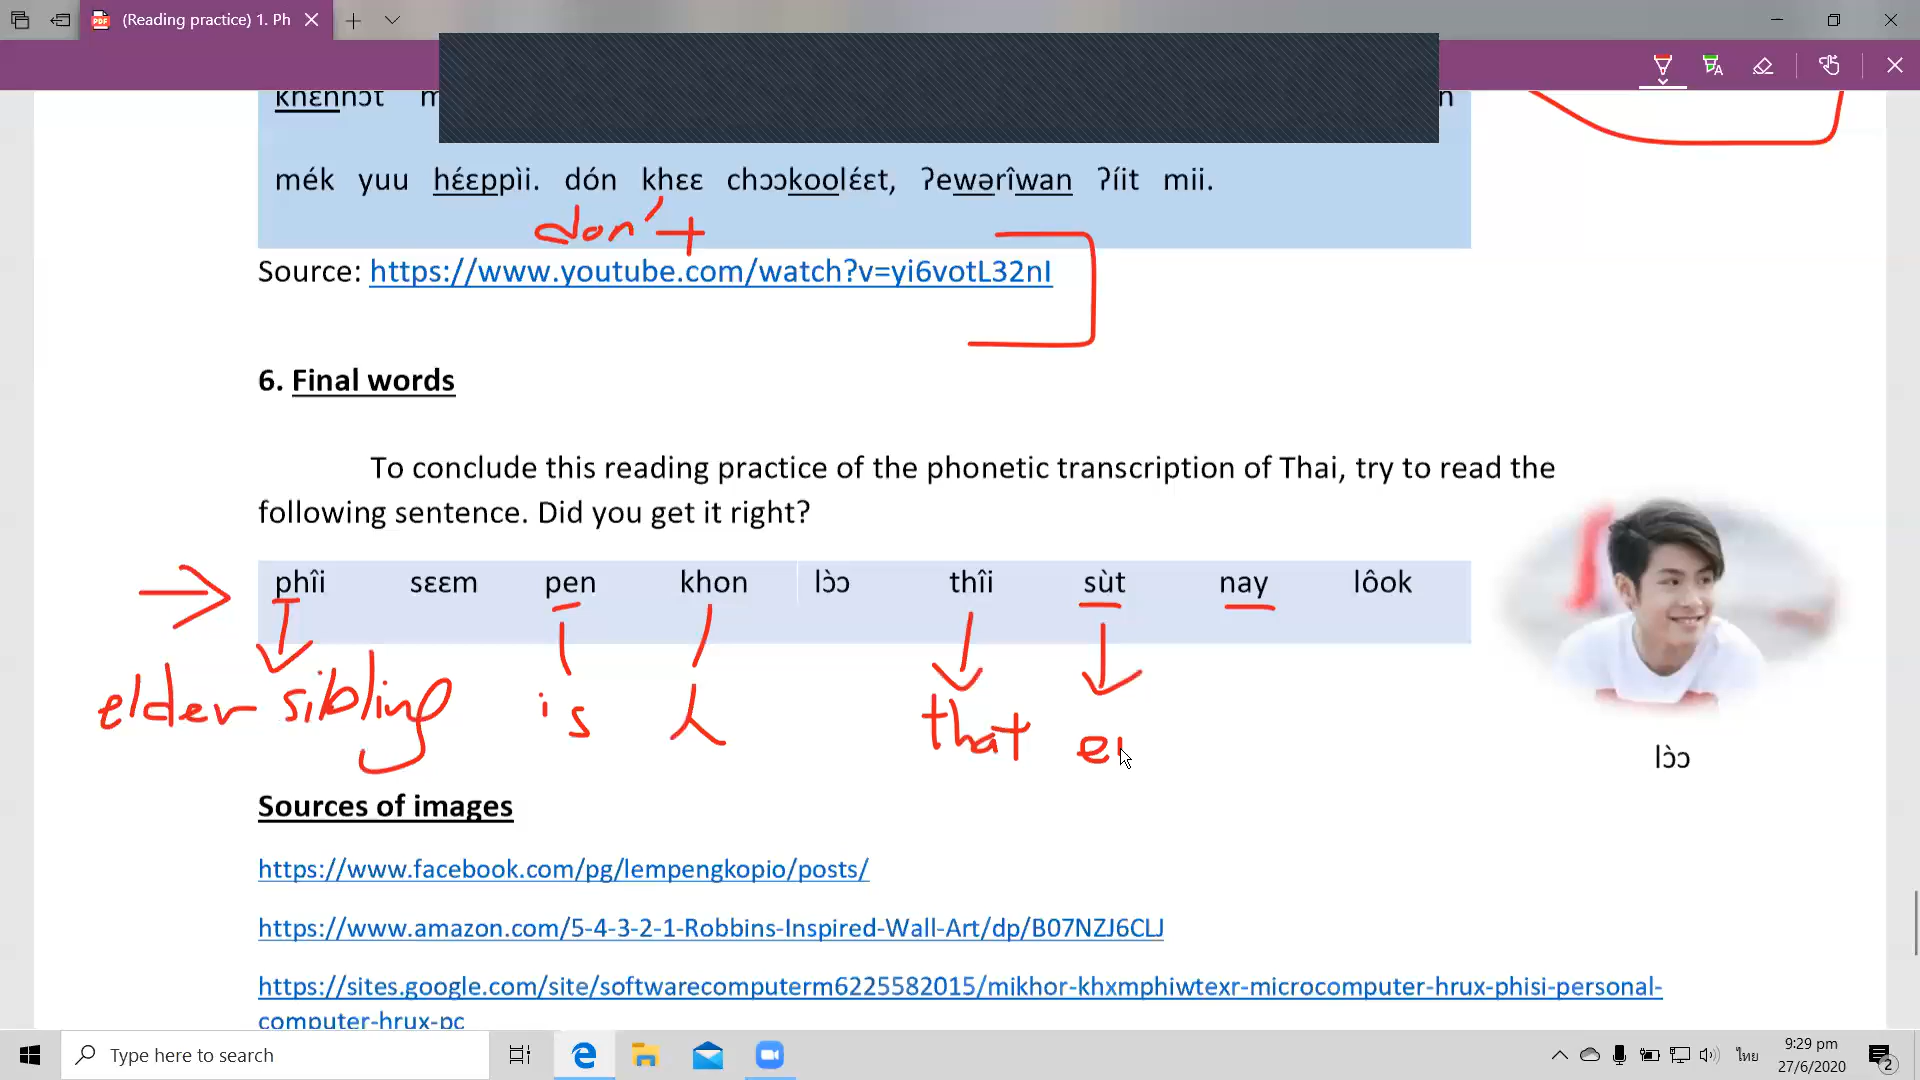 (Reading practice) 1. Ph
khɛnnɔt m n
mék yuu hɛ́ɛppìi. dón khɛɛ chɔɔkoolɛ́ɛt, ʔewərîwan ʔíit mii.
don't
Source: https://www.youtube.com/watch?v=yi6votL32nI
6. Final words
To conclude this reading practice of the phonetic transcription of Thai, try to read the
following sentence. Did you get it right?
phîi sɛɛm pen khon lɔ̀ɔ thîi sùt nay lôok
elder sibling is that
lɔ̀ɔ
Sources of images
https://www.facebook.com/pg/lempengkopio/posts/
https://www.amazon.com/5-4-3-2-1-Robbins-Inspired-Wall-Art/dp/B07NZJ6CLJ
https://sites.google.com/site/softwarecomputerm6225582015/mikhor-khxmphiwtexr-microcomputer-hrux-phisi-personal-
computer-hrux-pc
Type here to search
ไทย
9:29 pm
27/6/2020
2